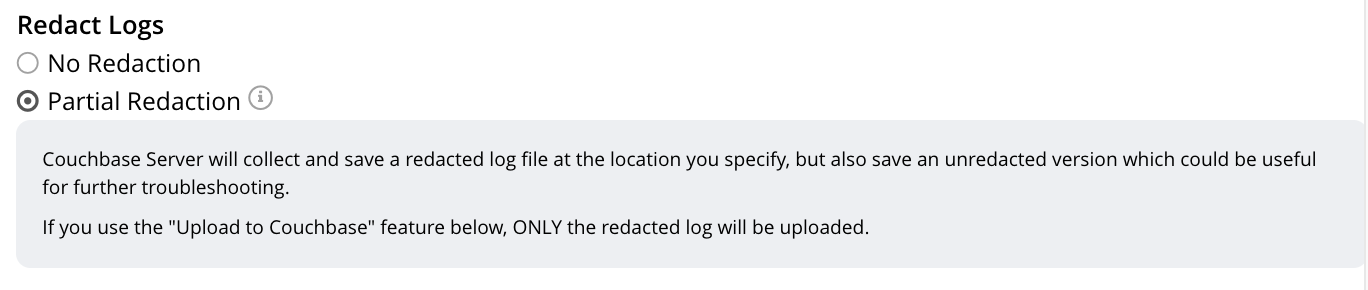 Redact Logs
No Redaction
Partial Redaction
Couchbase Server will collect and save a redacted log file at the location you specify, but also save an unredacted version which could be useful
for further troubleshooting.
If you use the "Upload to Couchbase" feature below, ONLY the redacted log will be uploaded.